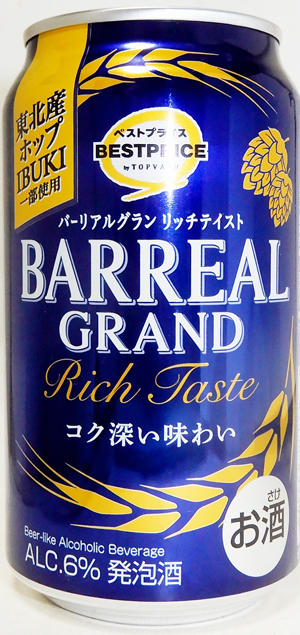 東北産
ホップ
IBUKI
一部使用
ベストプライス
BESTPRICE
by TOPVALU
バーリアルグラン リッチテイスト
BARREAL
GRAND
Rich Taste
コク深い味わい
さけ
お酒
Beer-like Alcoholic Beverage
ALC.6% 発泡酒